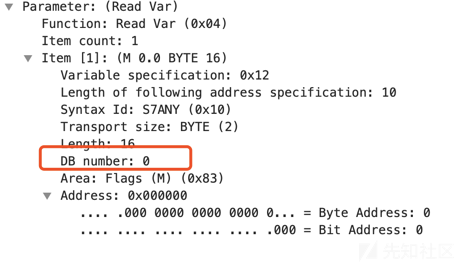 Parameter: (Read Var)
Function: Read Var (0x04)
Item count: 1
Item [1]: (M 0.0 BYTE 16)
Variable specification: 0x12
Length of following address specification: 10
Syntax Id: S7ANY (0x10)
Transport size: BYTE (2)
Length: 16
DB number: 0
Area: Flags (M) (0x83)
Address: 0x000000
.... .000 0000 0000 0000 0... = Byte Address: 0
.... .... .... .... .... .000 = Bit Address: 0
先知社区